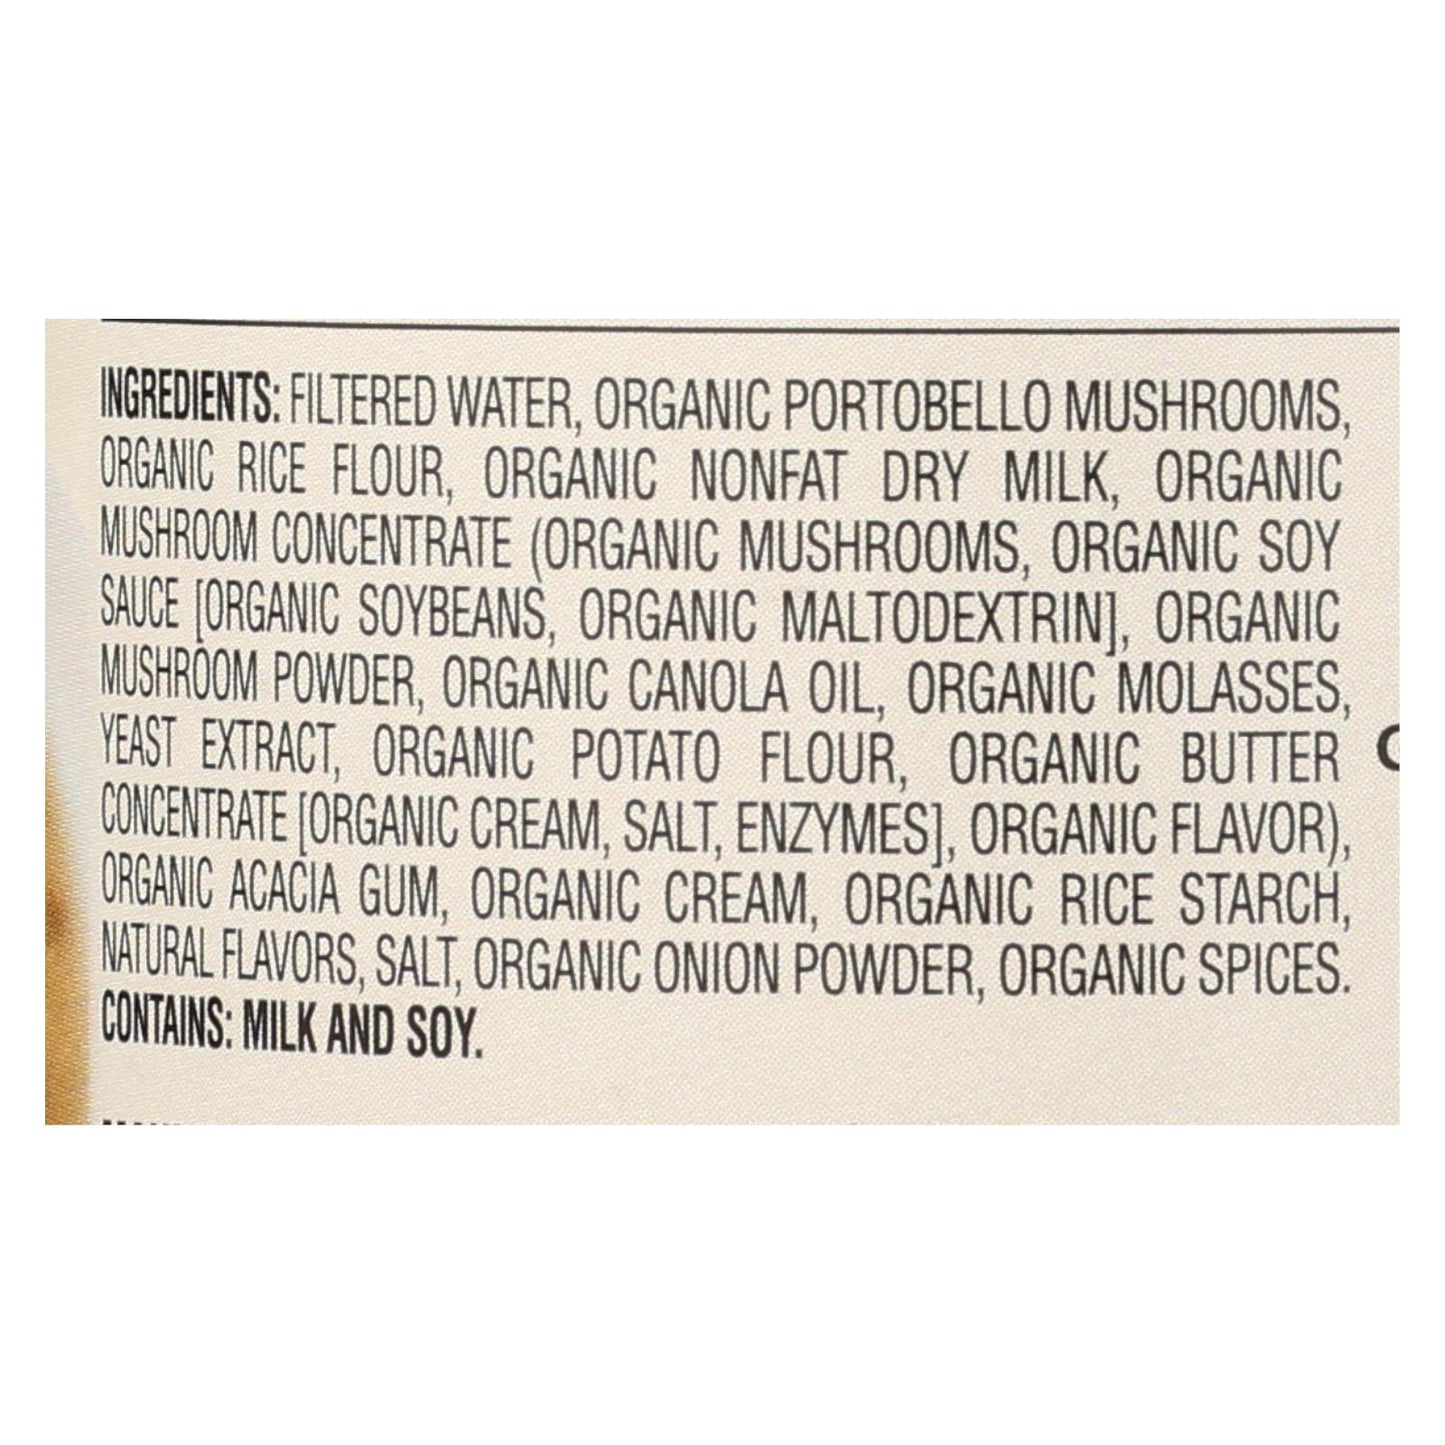 INGREDIENTS: FILTERED WATER, ORGANIC PORTOBELLO MUSHROOMS,
ORGANIC RICE FLOUR, ORGANIC NONFAT DRY MILK, ORGANIC
MUSHROOM CONCENTRATE (ORGANIC MUSHROOMS, ORGANIC SOY
SAUCE [ORGANIC SOYBEANS, ORGANIC MALTODEXTRIN], ORGANIC
MUSHROOM POWDER, ORGANIC CANOLA OIL, ORGANIC MOLASSES,
YEAST EXTRACT, ORGANIC POTATO FLOUR, ORGANIC BUTTER
CONCENTRATE [ORGANIC CREAM, SALT, ENZYMES], ORGANIC FLAVOR),
ORGANIC ACACIA GUM, ORGANIC CREAM, ORGANIC RICE STARCH,
NATURAL FLAVORS, SALT, ORGANIC ONION POWDER, ORGANIC SPICES.
CONTAINS: MILK AND SOY.